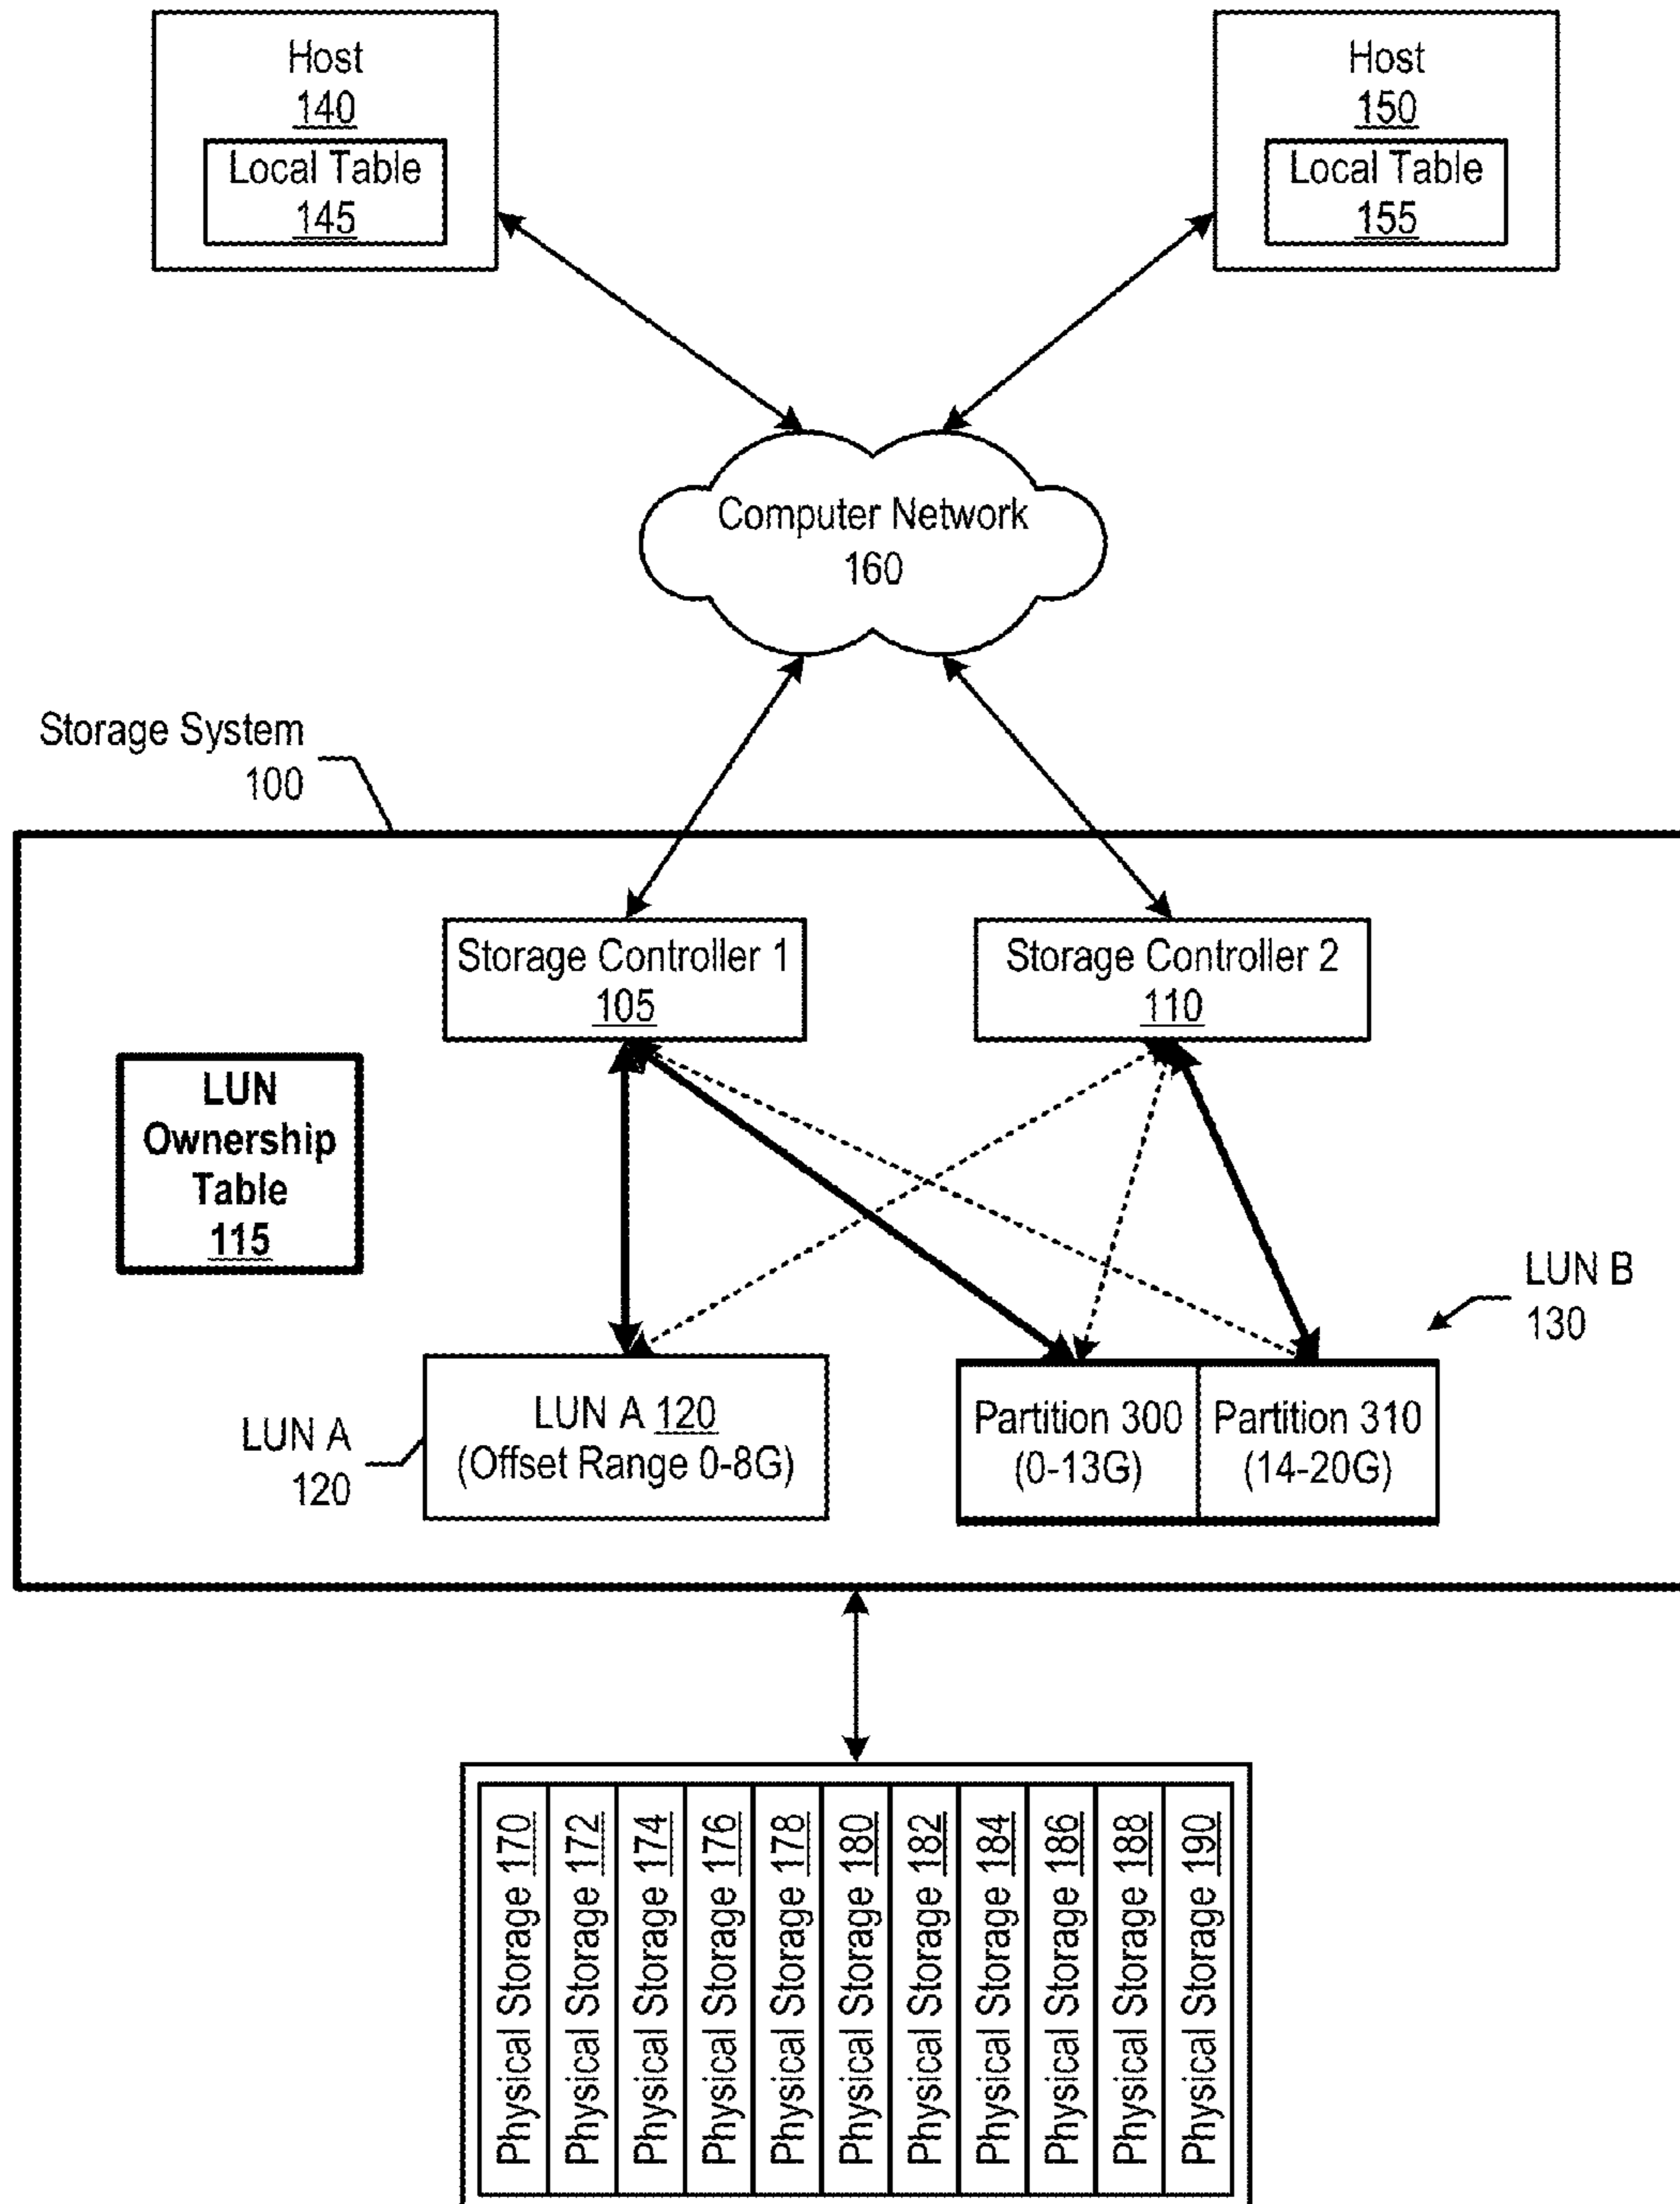 Host
140
Local Table
145
Host
150
Local Table
155
Computer Network
160
Storage System
100
Storage Controller 1
105
Storage Controller 2
110
LUN
Ownership
Table
115
LUN B
130
LUN A
120
LUN A 120
(Offset Range 0-8G)
Partition 300
(0-13G)
Partition 310
(14-20G)
Physical Storage 170
Physical Storage 172
Physical Storage 174
Physical Storage 176
Physical Storage 178
Physical Storage 180
Physical Storage 182
Physical Storage 184
Physical Storage 186
Physical Storage 188
Physical Storage 190